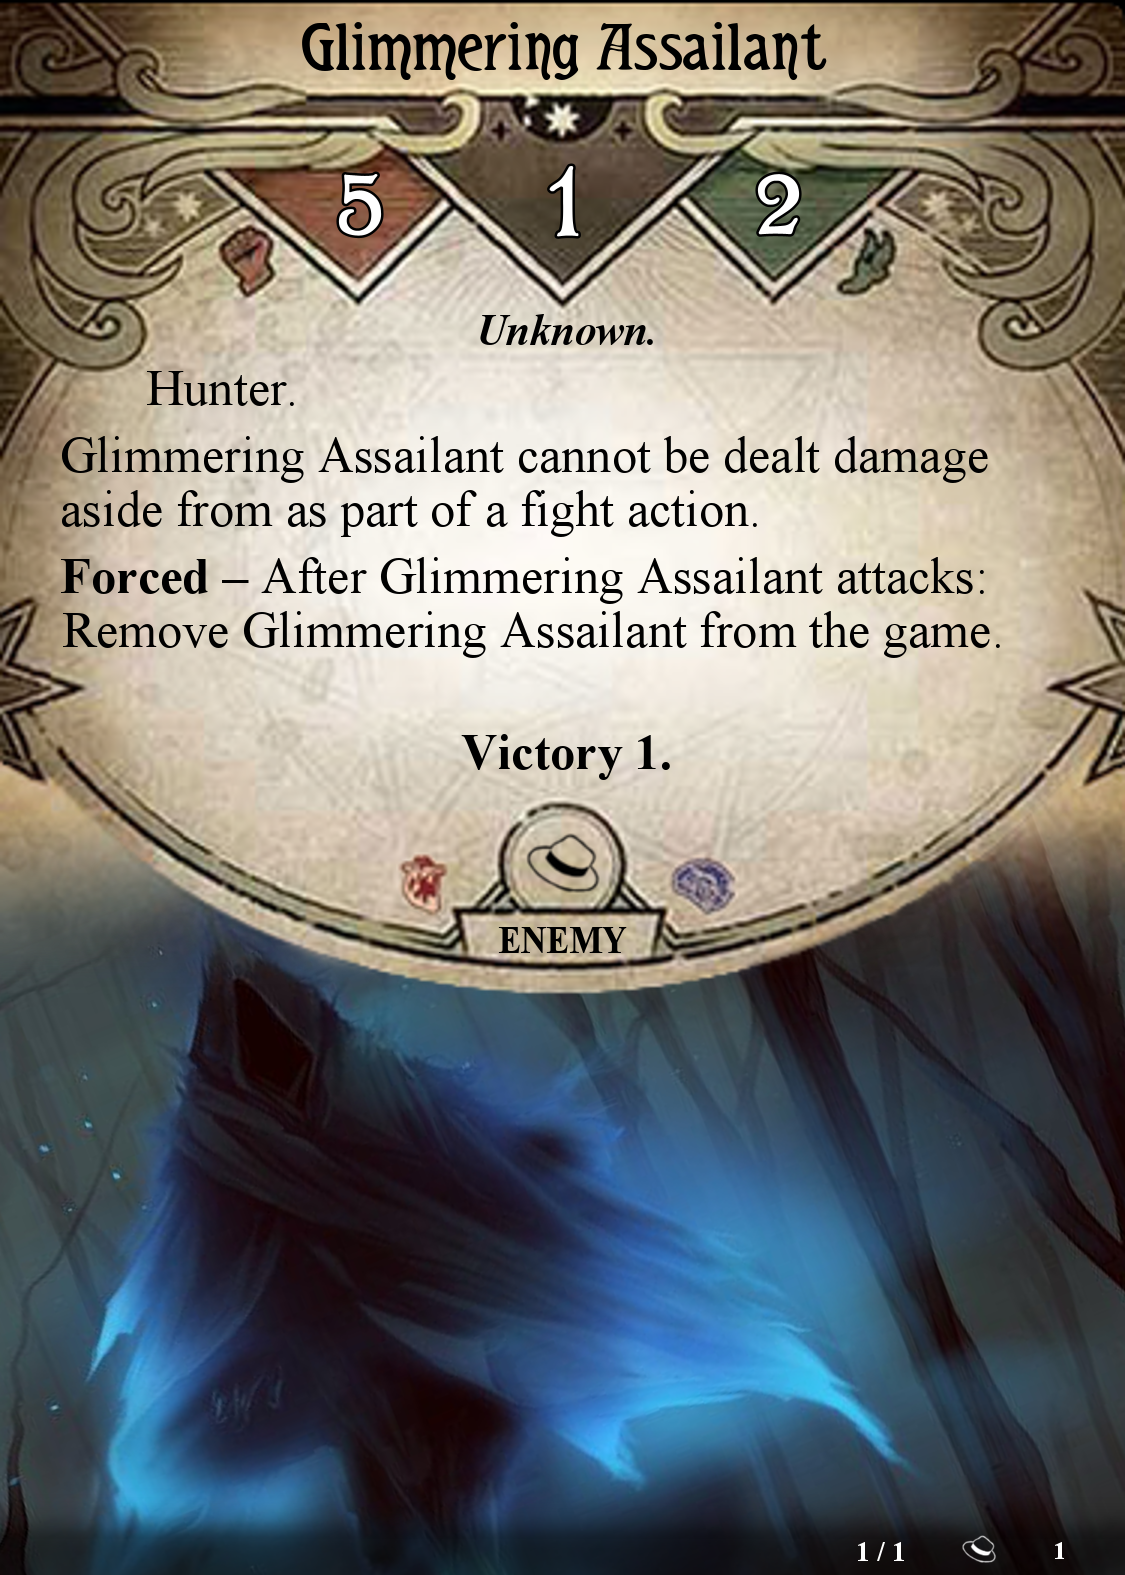 Glimmering Assailant
5 1 2
Unknown.
Hunter.
Glimmering Assailant cannot be dealt damage
aside from as part of a fight action.
Forced – After Glimmering Assailant attacks:
Remove Glimmering Assailant from the game.
Victory 1.
ENEMY
1 / 1 1